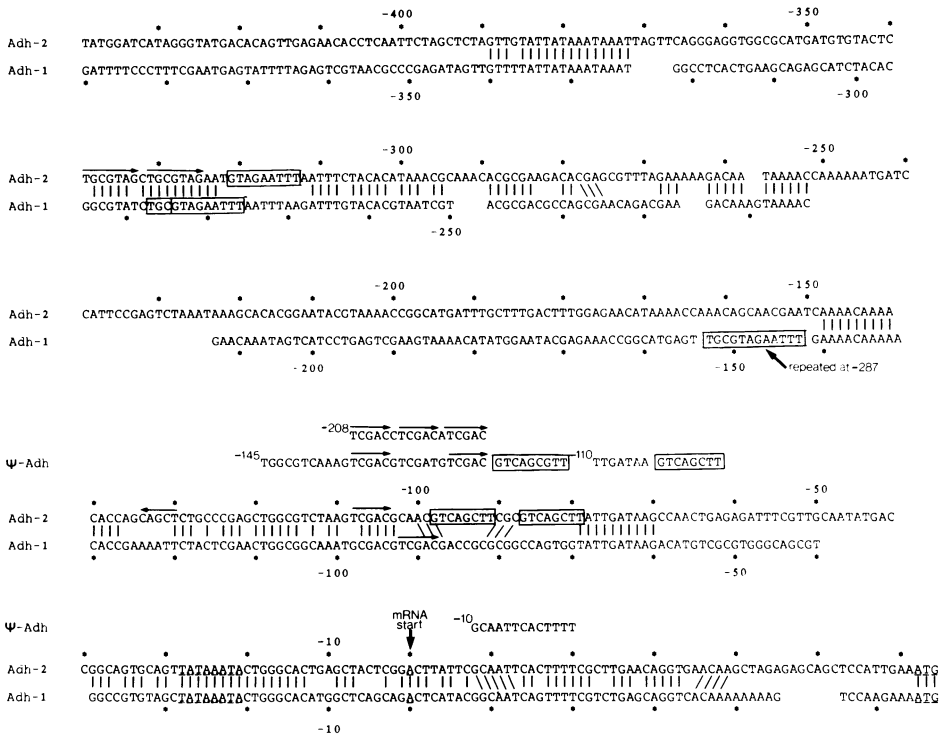 -400 -350
Adh-2 TATGGATCATAGGGTATGACACAGTTGAGAACACCTCAATTCTAGCTCTAGTTGTATTATAAATAAATTAGTTCAGGGAGGTGGCGCATGATGTGTACTC
Adh-1 GATTTTCCCTTTCGAATGAGTATTTTAGAGTCGTAACGCCCGAGATAGTTGTTTTATTATAAATAAAT GGCCTCACTGAAGCAGAGCATCTACAC
-350 -300
-300 -250
Adh-2 TGCGTAGCTGCGTAGAATGTAGAATTTAATTTCTACACATAAACGCAAACACGCGAAGACACGAGCGTTTAGAAAAAGACAA TAAAACCAAAAAATGATC
Adh-1 GGCGTATCTGCGTAGAATTTAATTTAAGATTTGTACACGTAATCGT ACGCGACGCCAGCGAACAGACGAA GACAAAGTAAAAC
-250
-200 -150
Adh-2 CATTCCGAGTCTAAATAAAGCACACGGAATACGTAAAACCGGCATGATTTGCTTTGACTTTGGAGAACATAAAACCAAACAGCAACGAATCAAAACAAAA
Adh-1 GAACAAATAGTCATCCTGAGTCGAAGTAAAACATATGGAATACGAGAAACCGGCATGAGT TGCGTAGAATTT GAAAACAAAAA
-200 -150 repeated at -287
-208 TCGACCTCGACATCGAC
Ψ-Adh -145 TGGCGTCAAAGTCGACGTCGATGTCGAC GTCAGCGTT -110 TTGATAA GTCAGCTT
-100 -50
Adh-2 CACCAGCAGCTCTGCCCGAGCTGGCGTCTAAGTCGACGCAACGTCAGCTTCGCGTCAGCTTATTGATAAGCCAACTGAGAGATTTCGTTGCAATATGAC
Adh-1 CACCGAAAATTCTACTCGAACTGGCGGCAAATGCGACGTCGACGACCGCGCGGCCAGTGGTATTGATAAGACATGTCGCGTGGGCAGCGT
-100 -50
mRNA
start
Ψ-Adh -10 GCAATTCACTTTT
-10
Adh-2 CGGCAGTGCAGTTATAAATACTGGGCACTGAGCTACTCGGACTTATTCGCAATTCACTTTTCGCTTGAACAGGTGAACAAGCTAGAGAGCAGCTCCATTGAAATG
Adh-1 GGCCGTGTAGCTATAAATACTGGGCACATGGCTCAGCAGACTCATACGGCAATCAGTTTTTCGTCTGAGCAGGTCACAAAAAAAAG TCCAAGAAAATG
-10